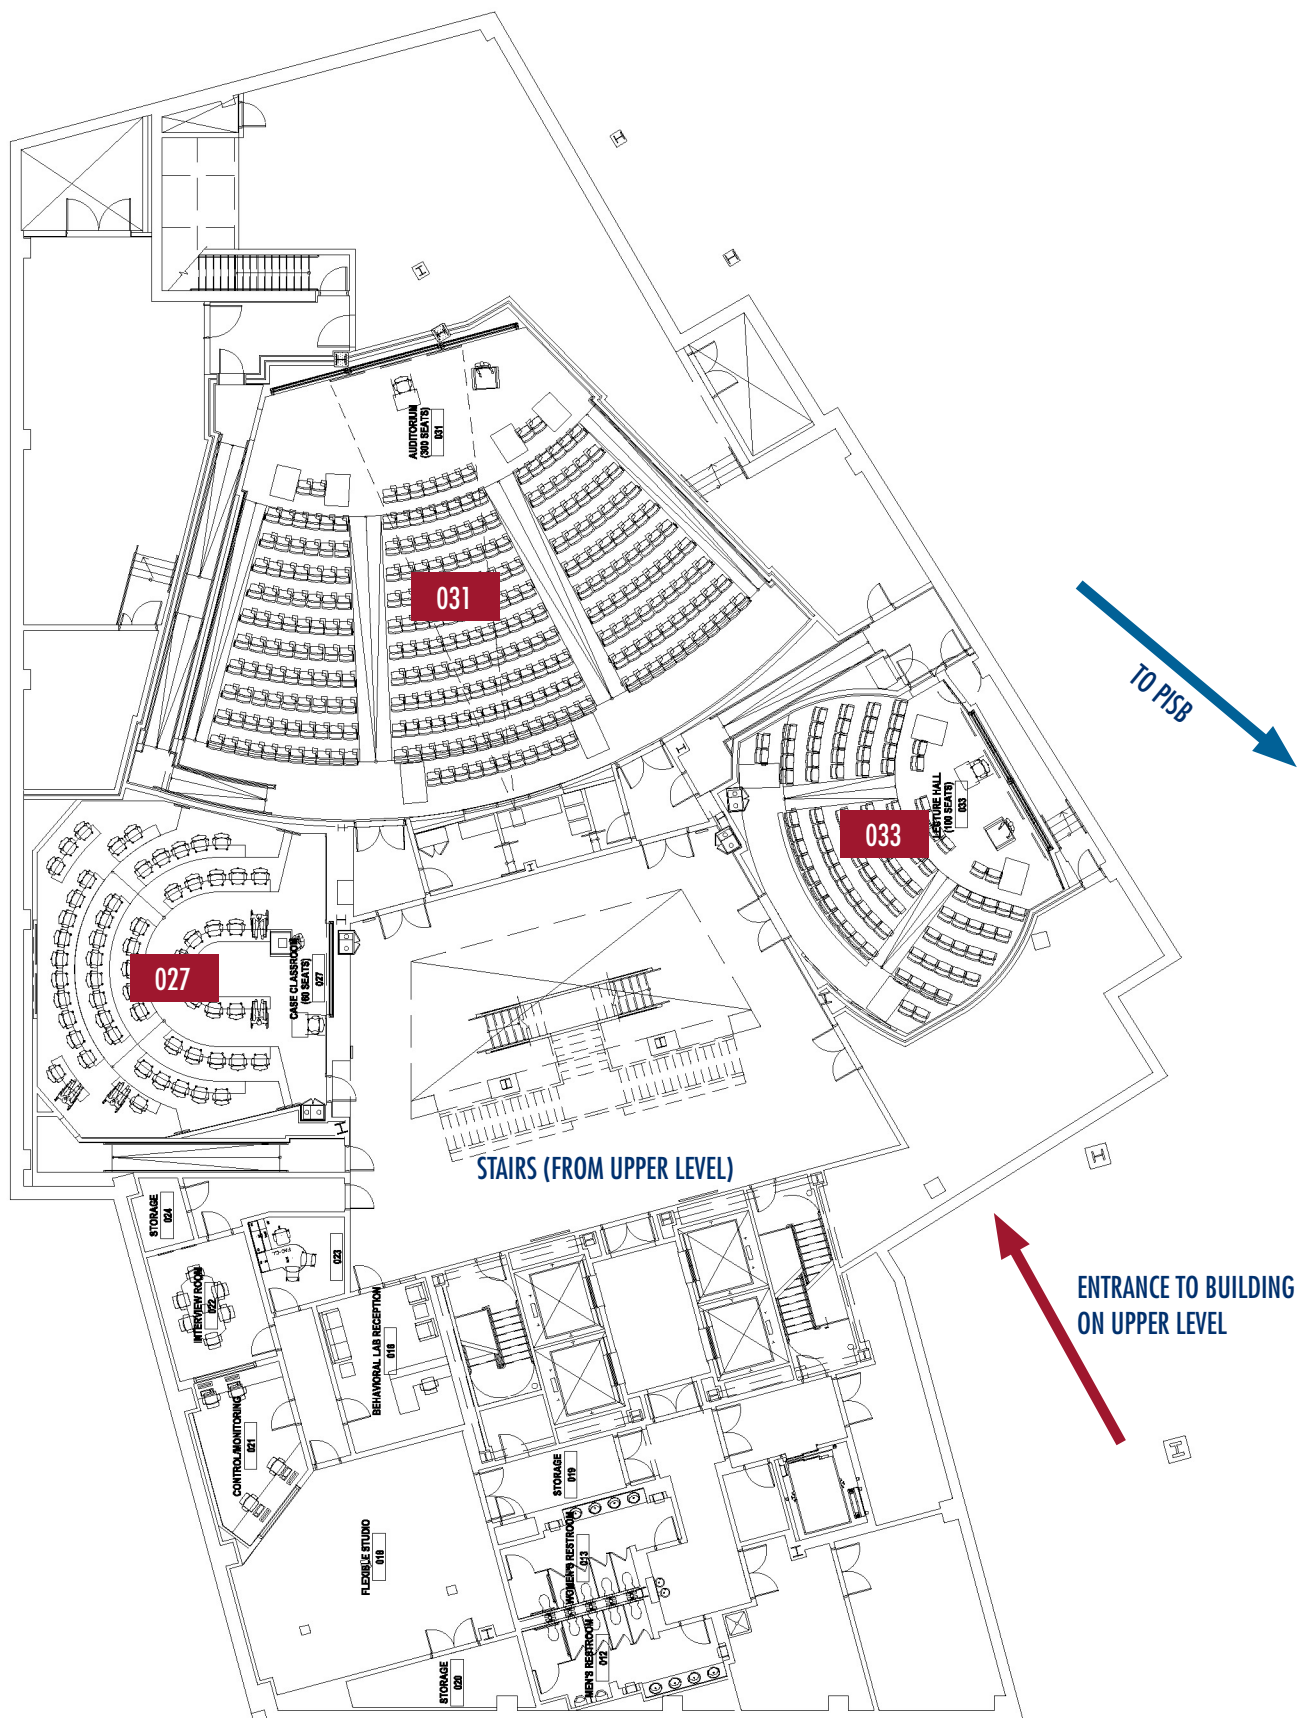 AUDITORIUM
(300 SEATS)
031
031
TO PISB
LECTURE HALL
(100 SEATS)
033
033
027
CASE CLASSROOM
(60 SEATS)
027
STAIRS (FROM UPPER LEVEL)
STORAGE
024
023
INTERVIEW ROOM
022
BEHAVIORAL LAB RECEPTION
016
ENTRANCE TO BUILDING
ON UPPER LEVEL
CONTROL/MONITORING
021
STORAGE
019
FLEXIBLE STUDIO
018
WOMEN'S RESTROOM
013
MEN'S RESTROOM
012
STORAGE
020